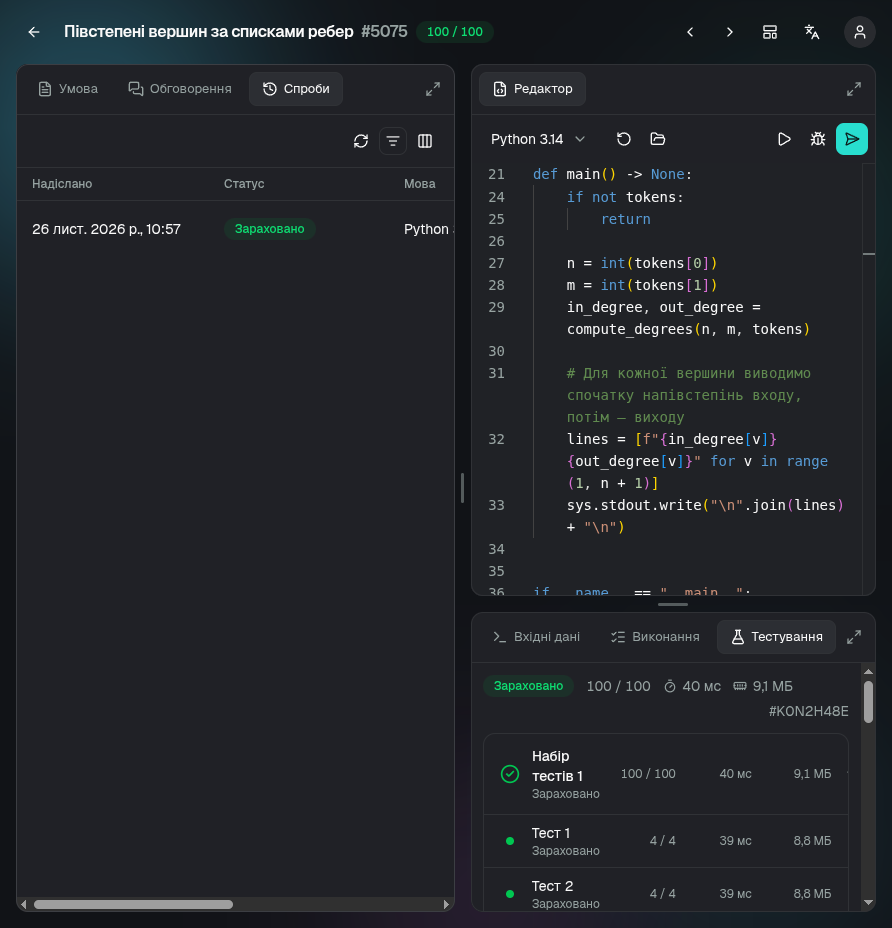 Півстепені вершин за списками ребер #5075 100 / 100
Умова Обговорення Спроби
Надіслано Статус Мова
26 лист. 2026 р., 10:57 Зараховано Python
Редактор
Python 3.14
21 def main() -> None:
24 if not tokens:
25 return
26
27 n = int(tokens[0])
28 m = int(tokens[1])
29 in_degree, out_degree =
compute_degrees(n, m, tokens)
30
31 # Для кожної вершини виводимо
спочатку напівстепінь входу,
потім — виходу
32 lines = [f"{in_degree[v]}
{out_degree[v]}" for v in range
(1, n + 1)]
33 sys.stdout.write("\n".join(lines)
+ "\n")
34
35
36 if __name__ == "__main__":
Вхідні дані Виконання Тестування
Зараховано 100 / 100 40 мс 9,1 МБ
#K0N2H48E
Набір
тестів 1 100 / 100 40 мс 9,1 МБ
Зараховано
Тест 1 4 / 4 39 мс 8,8 МБ
Зараховано
Тест 2 4 / 4 39 мс 8,8 МБ
Зараховано